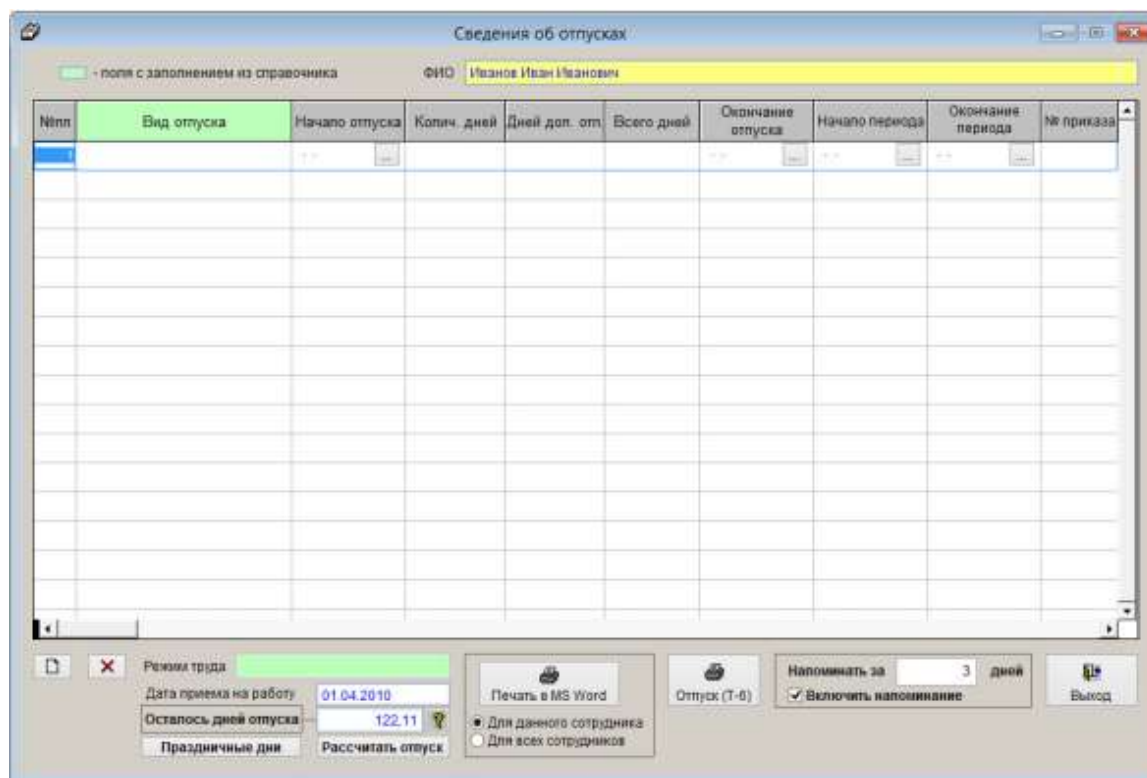 Сведения об отпусках
- поля с заполнением из справочника ФИО Иванов Иван Иванович
№пп Вид отпуска Начало отпуска Колич. дней Дней доп. отп. Всего дней Окончание отпуска Начало периода Окончание периода № приказа
1 - - ... - - ... - - ... - - ...
Режим труда
Дата приема на работу 01.04.2010
Осталось дней отпуска 122,11 ?
Праздничные дни Рассчитать отпуск
Печать в MS Word
Для данного сотрудника
Для всех сотрудников
Отпуск (Т-6)
Напоминать за 3 дней
Включить напоминание
Выход